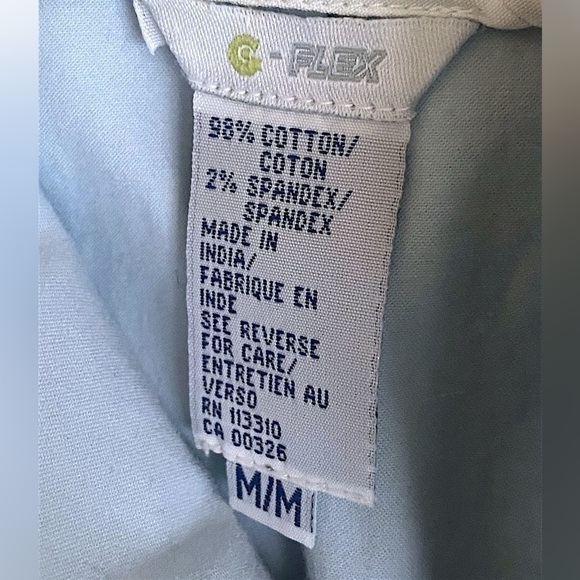 G - FLEX
98% COTTON/
COTON
2% SPANDEX/
SPANDEX
MADE IN
INDIA/
FABRIQUE EN
INDE
SEE REVERSE
FOR CARE/
ENTRETIEN AU
VERSO
RN 113310
CA 00326
M/M